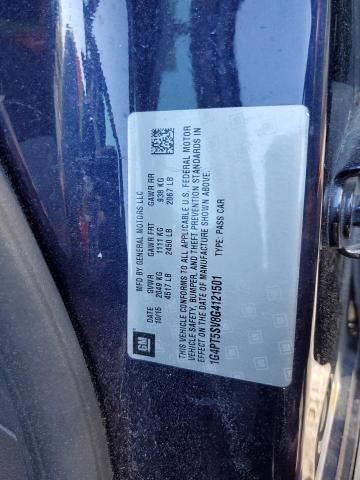 GM
MFD BY GENERAL MOTORS LLC
DATE GVWR GAWR FRT GAWR RR
10/15 2049 KG 1111 KG 938 KG
4517 LB 2450 LB 2067 LB
THIS VEHICLE CONFORMS TO ALL APPLICABLE U.S. FEDERAL MOTOR
VEHICLE SAFETY, BUMPER, AND THEFT PREVENTION STANDARDS IN
EFFECT ON THE DATE OF MANUFACTURE SHOWN ABOVE.
1G4PT5SV8G4121501 TYPE: PASS CAR